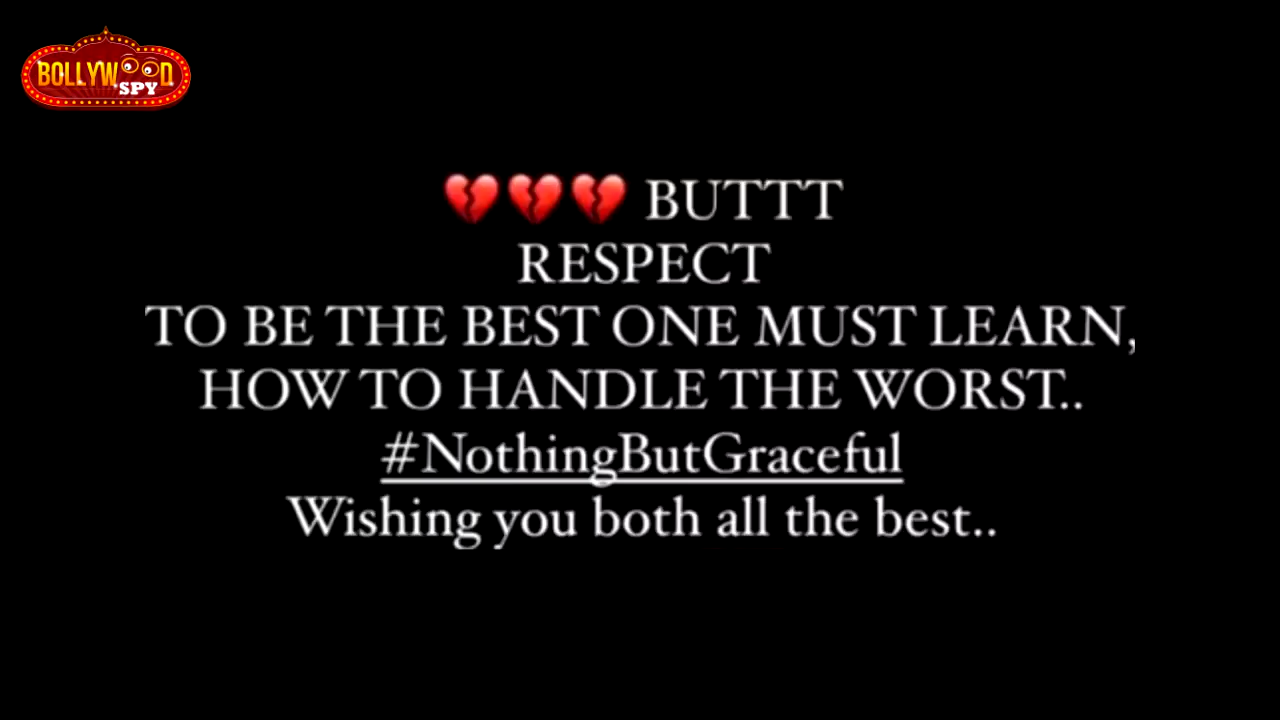 BOLLYWOOD
SPY
💔💔💔 BUTTT
RESPECT
TO BE THE BEST ONE MUST LEARN,
HOW TO HANDLE THE WORST..
#NothingButGraceful
Wishing you both all the best..